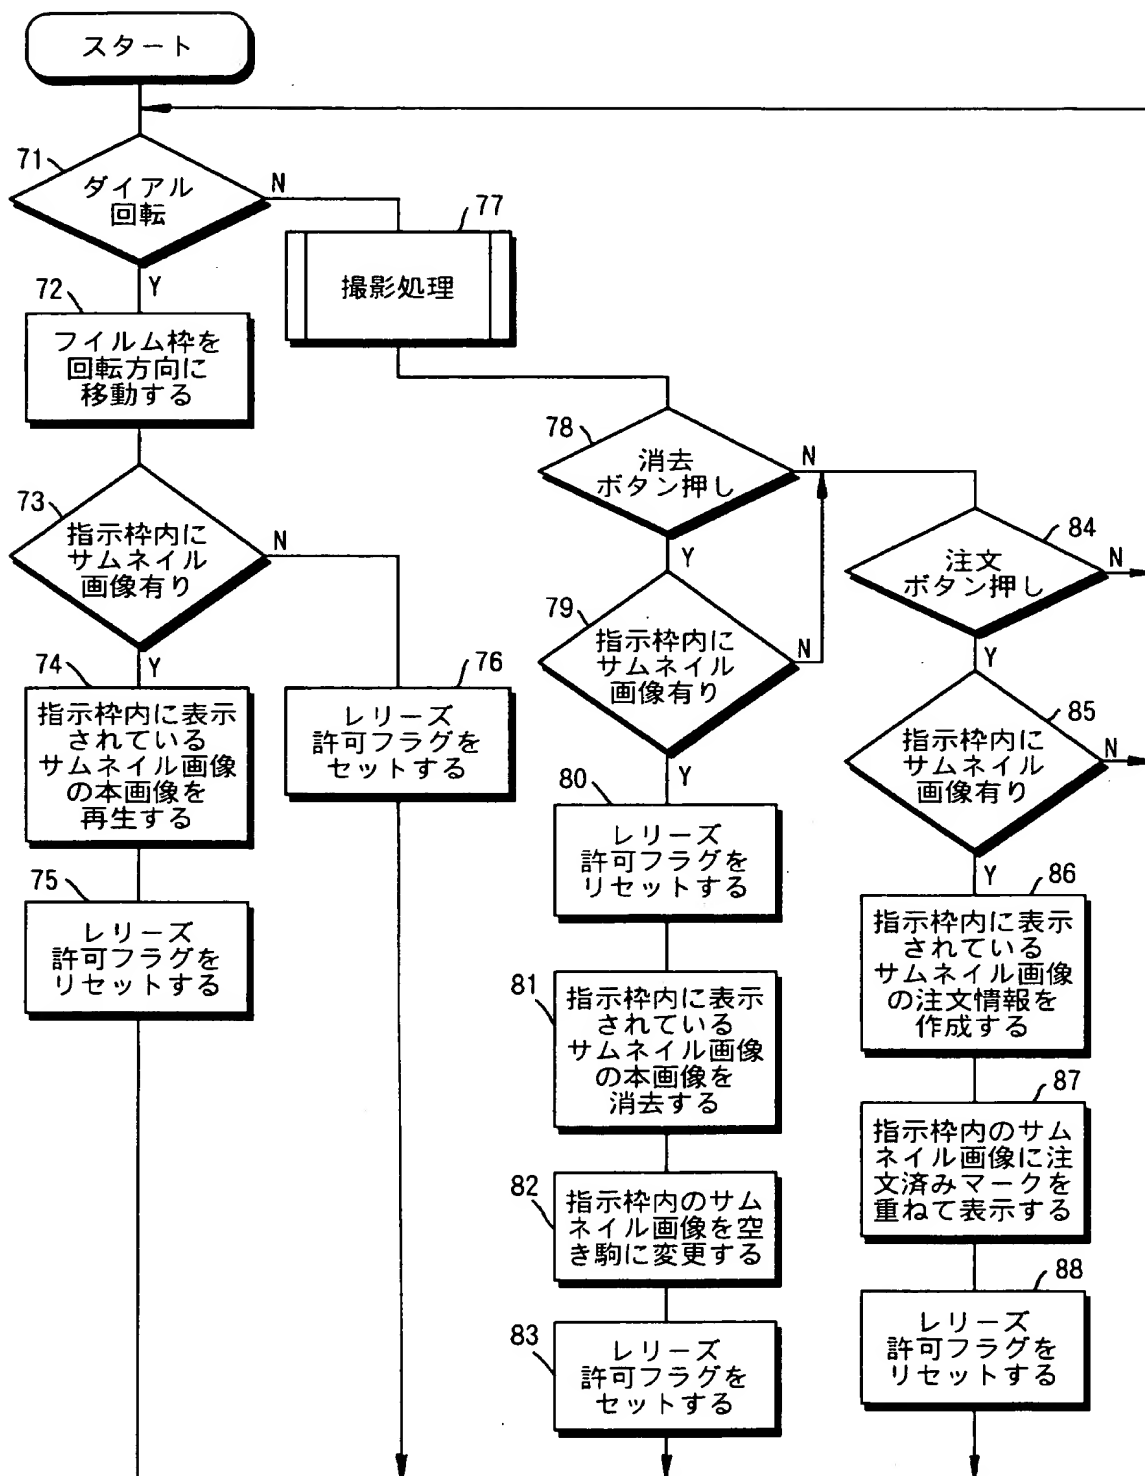 スタート
71
ダイアル
回転
N
Y
72
フイルム枠を
回転方向に
移動する
73
指示枠内に
サムネイル
画像有り
N
Y
74
指示枠内に表示
されている
サムネイル画像
の本画像を
再生する
75
レリーズ
許可フラグを
リセットする
76
レリーズ
許可フラグを
セットする
77
撮影処理
78
消去
ボタン押し
N
Y
79
指示枠内に
サムネイル
画像有り
N
Y
80
レリーズ
許可フラグを
リセットする
81
指示枠内に表示
されている
サムネイル画像
の本画像を
消去する
82
指示枠内のサム
ネイル画像を空
き駒に変更する
83
レリーズ
許可フラグを
セットする
84
注文
ボタン押し
N
Y
85
指示枠内に
サムネイル
画像有り
N
Y
86
指示枠内に表示
されている
サムネイル画像
の注文情報を
作成する
87
指示枠内のサム
ネイル画像に注
文済みマークを
重ねて表示する
88
レリーズ
許可フラグを
リセットする